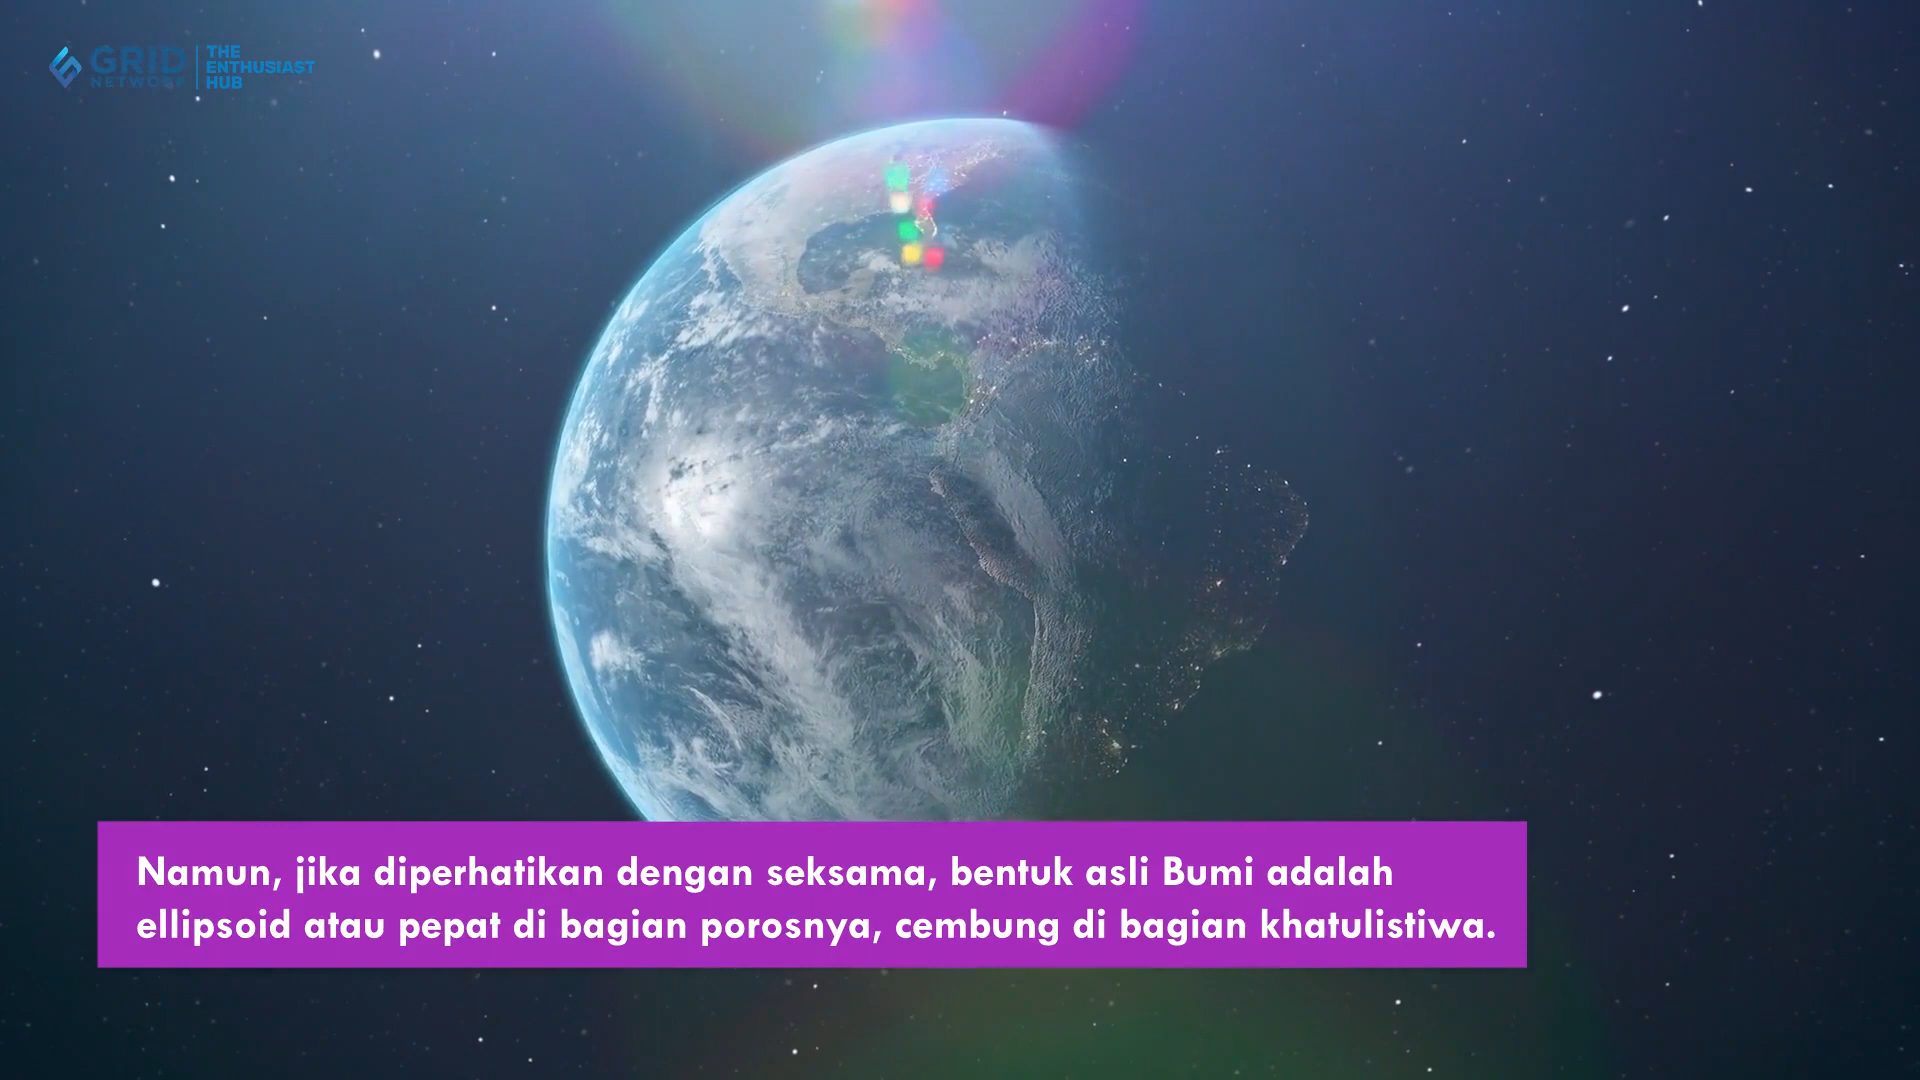 GRID
NETWORK
THE
ENTHUSIAST
HUB
Namun, jika diperhatikan dengan seksama, bentuk asli Bumi adalah
ellipsoid atau pepat di bagian porosnya, cembung di bagian khatulistiwa.